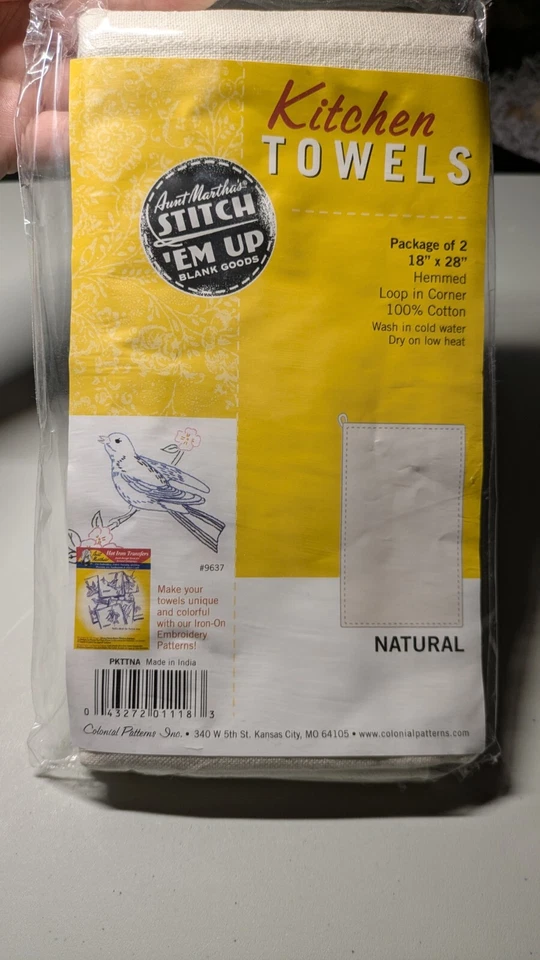 Kitchen
TOWELS
Aunt Martha's®
STITCH
'EM UP
BLANK GOODS
Package of 2
18" x 28"
Hemmed
Loop in Corner
100% Cotton
Wash in cold water
Dry on low heat
#9637
Hot Iron Transfers
Make your
towels unique
and colorful
with our Iron-On
Embroidery
Patterns!
NATURAL
PKTTNA Made in India
0 43272 01118 3
Colonial Patterns Inc. • 340 W 5th St. Kansas City, MO 64105 • www.colonialpatterns.com